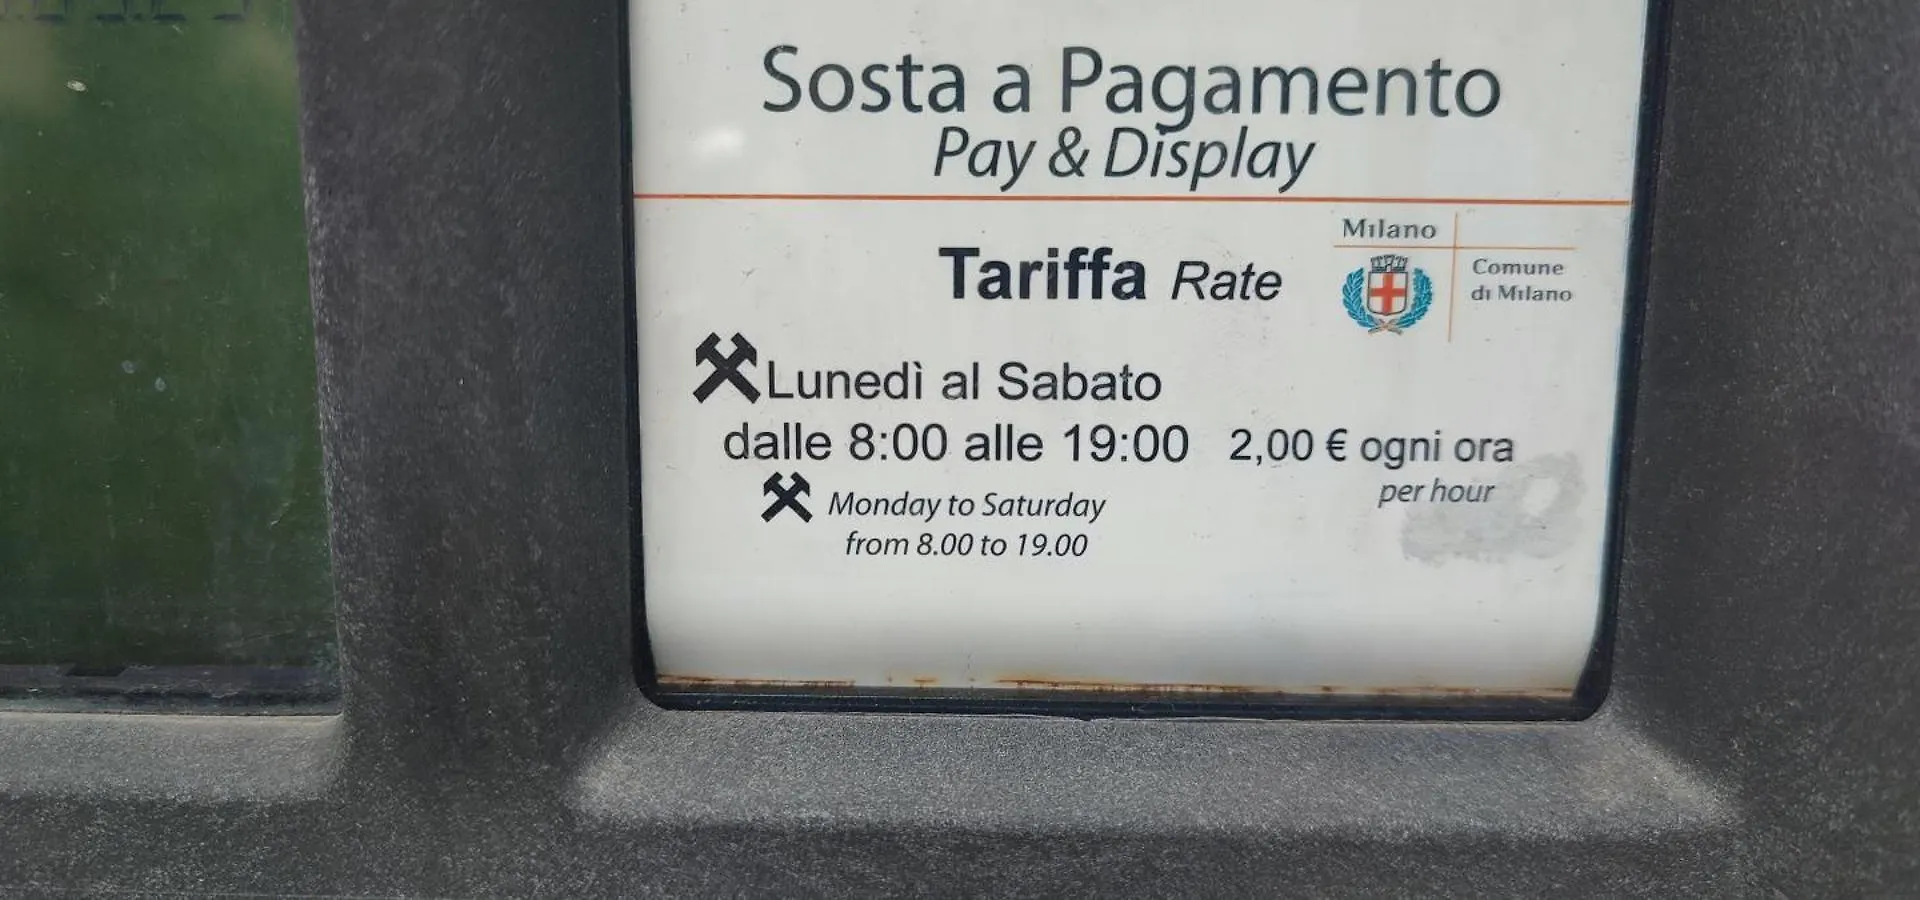 Sosta a Pagamento
Pay & Display
Tariffa Rate
Milano
Comune
di Milano
Lunedì al Sabato
dalle 8:00 alle 19:00 2,00 € ogni ora
per hour
Monday to Saturday
from 8.00 to 19.00